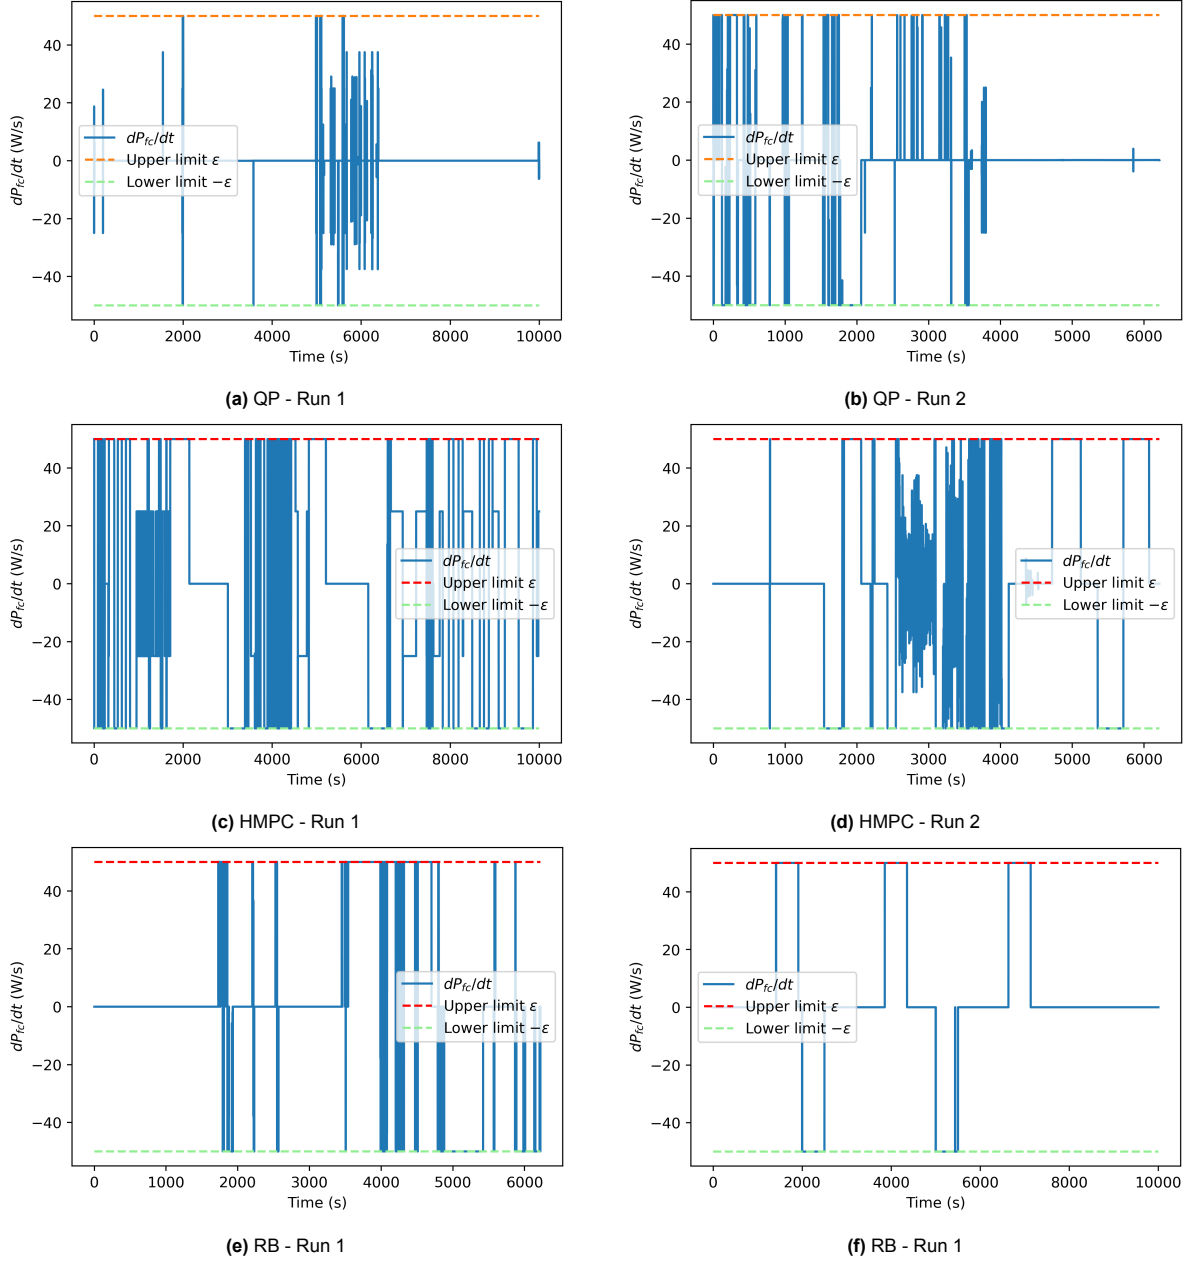 40
20
0
−20
−40
dP_fc/dt (W/s)
dP_fc/dt
Upper limit ε
Lower limit −ε
0 2000 4000 6000 8000 10000
Time (s)
(a) QP - Run 1
40
20
0
−20
−40
dP_fc/dt (W/s)
dP_fc/dt
Upper limit ε
Lower limit −ε
0 1000 2000 3000 4000 5000 6000
Time (s)
(b) QP - Run 2
40
20
0
−20
−40
dP_fc/dt (W/s)
dP_fc/dt
Upper limit ε
Lower limit −ε
0 2000 4000 6000 8000 10000
Time (s)
(c) HMPC - Run 1
40
20
0
−20
−40
dP_fc/dt (W/s)
dP_fc/dt
Upper limit ε
Lower limit −ε
0 1000 2000 3000 4000 5000 6000
Time (s)
(d) HMPC - Run 2
40
20
0
−20
−40
dP_fc/dt (W/s)
dP_fc/dt
Upper limit ε
Lower limit −ε
0 1000 2000 3000 4000 5000 6000
Time (s)
(e) RB - Run 1
40
20
0
−20
−40
dP_fc/dt (W/s)
dP_fc/dt
Upper limit ε
Lower limit −ε
0 2000 4000 6000 8000 10000
Time (s)
(f) RB - Run 1